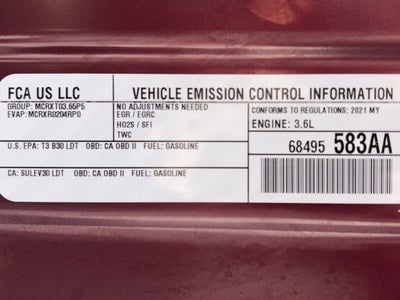 FCA US LLC
VEHICLE EMISSION CONTROL INFORMATION
GROUP: MCRXT03.65P5
EVAP: MCRXR0204RP0
NO ADJUSTMENTS NEEDED
EGR / EGRC
HO2S / SFI
TWC
CONFORMS TO REGULATIONS: 2021 MY
ENGINE: 3.6L
U.S. EPA: T3 B30 LDT OBD: CA OBD II FUEL: GASOLINE
68495 583AA
CA: SULEV30 LDT OBD: CA OBD II FUEL: GASOLINE